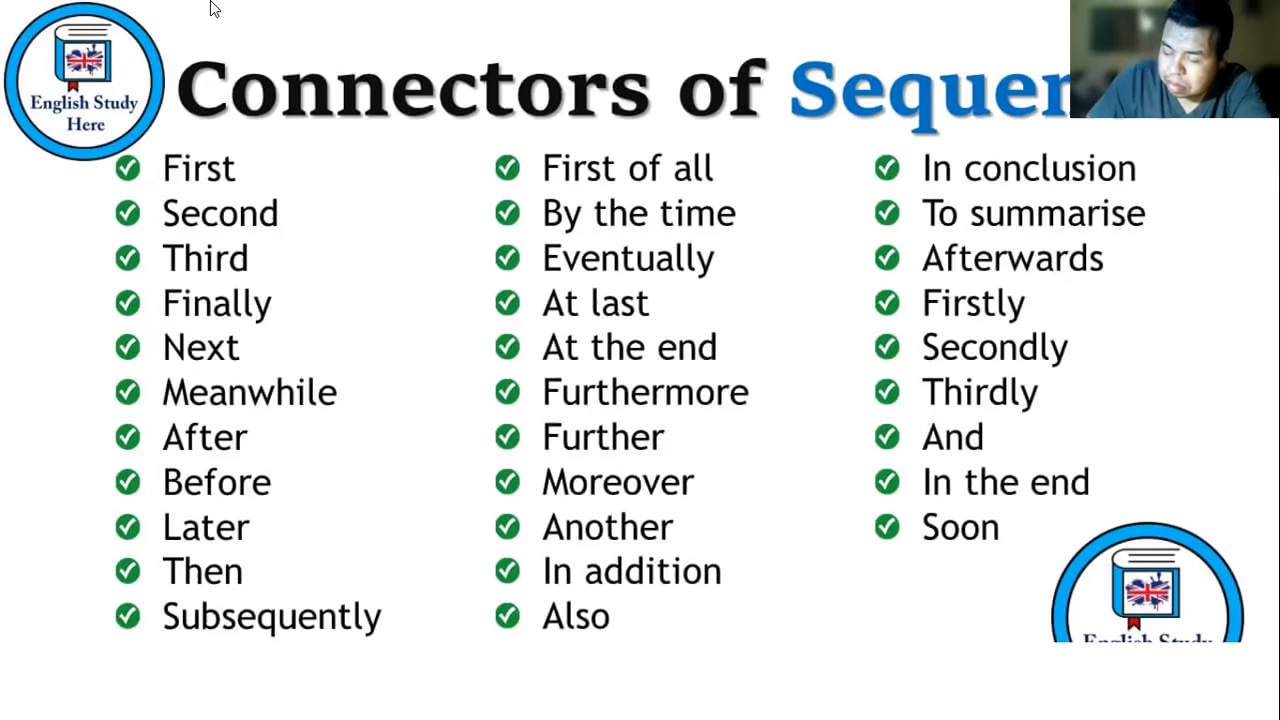 English Study
Here
Connectors of Sequen
First
Second
Third
Finally
Next
Meanwhile
After
Before
Later
Then
Subsequently
First of all
By the time
Eventually
At last
At the end
Furthermore
Further
Moreover
Another
In addition
Also
In conclusion
To summarise
Afterwards
Firstly
Secondly
Thirdly
And
In the end
Soon
English Study